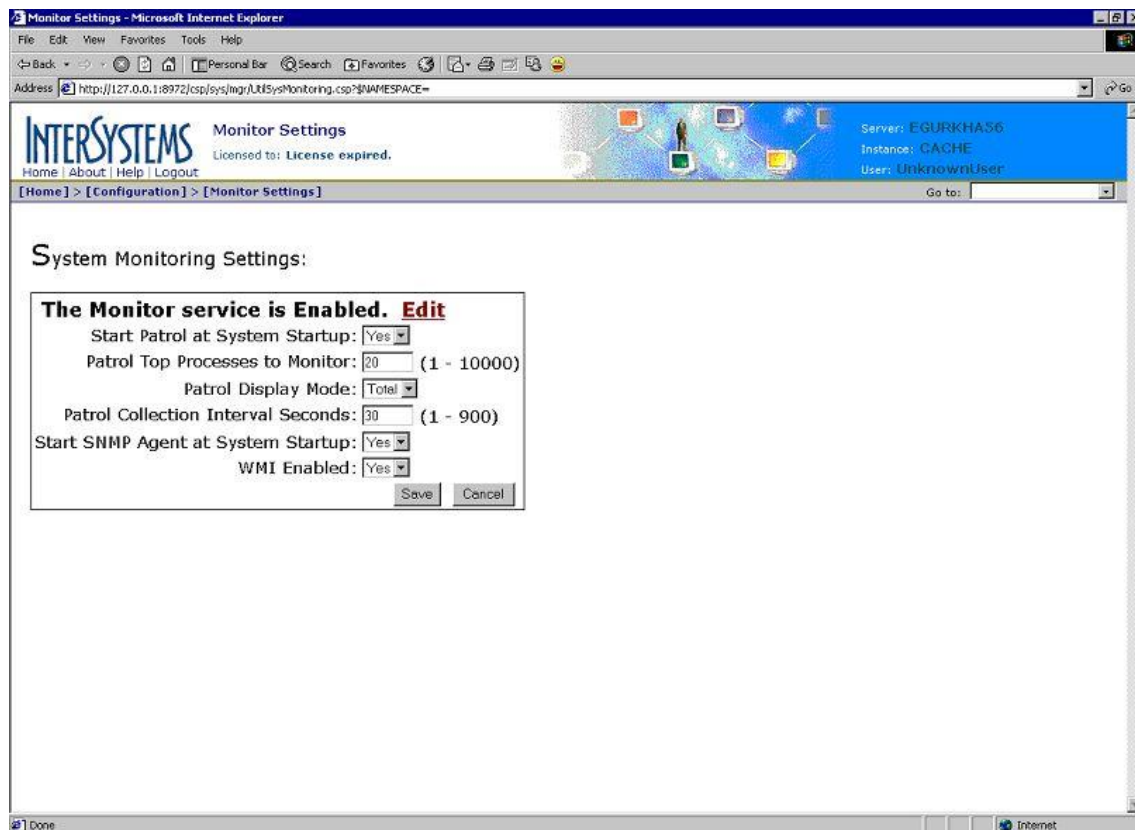 Monitor Settings - Microsoft Internet Explorer
File Edit View Favorites Tools Help
Back Personal Bar Search Favorites
Address http://127.0.0.1:8972/csp/sys/mgr/UtilSysMonitoring.csp?$NAMESPACE= Go
INTERSYSTEMS
Monitor Settings
Licensed to: License expired.
Home | About | Help | Logout
Server: EGURKHA56
Instance: CACHE
User: UnknownUser
[Home] > [Configuration] > [Monitor Settings] Go to:
System Monitoring Settings:
The Monitor service is Enabled. Edit
Start Patrol at System Startup: Yes
Patrol Top Processes to Monitor: 20 (1 - 10000)
Patrol Display Mode: Total
Patrol Collection Interval Seconds: 30 (1 - 900)
Start SNMP Agent at System Startup: Yes
WMI Enabled: Yes
Save Cancel
Done Internet